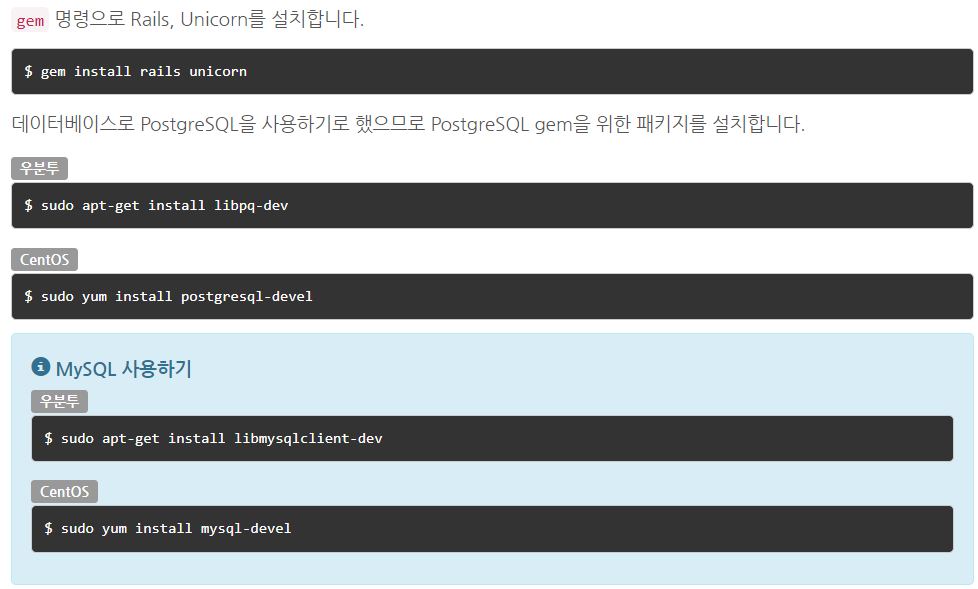 gem 명령으로 Rails, Unicorn를 설치합니다.
$ gem install rails unicorn
데이터베이스로 PostgreSQL을 사용하기로 했으므로 PostgreSQL gem을 위한 패키지를 설치합니다.
우분투
$ sudo apt-get install libpq-dev
CentOS
$ sudo yum install postgresql-devel
MySQL 사용하기
우분투
$ sudo apt-get install libmysqlclient-dev
CentOS
$ sudo yum install mysql-devel